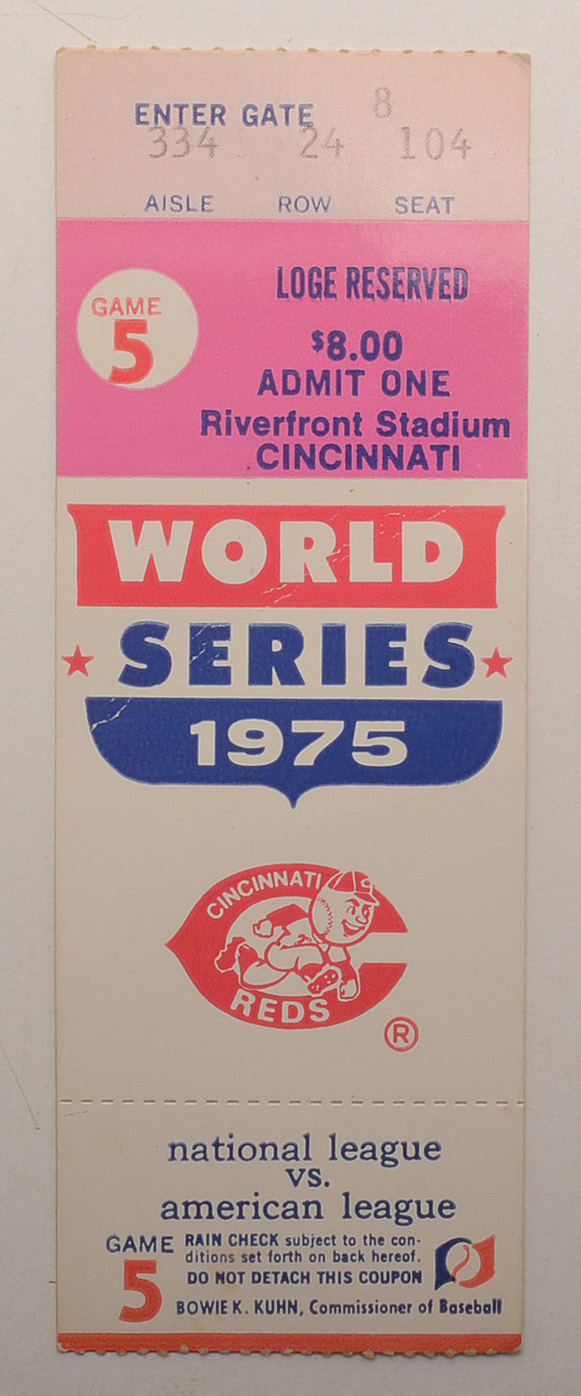 ENTER GATE 8
334 24 104
AISLE ROW SEAT
GAME
5
LOGE RESERVED
$8.00
ADMIT ONE
Riverfront Stadium
CINCINNATI
WORLD
SERIES
1975
CINCINNATI
C
REDS
®
national league
vs.
american league
GAME
5
RAIN CHECK subject to the con-
ditions set forth on back hereof.
DO NOT DETACH THIS COUPON
BOWIE K. KUHN, Commissioner of Baseball